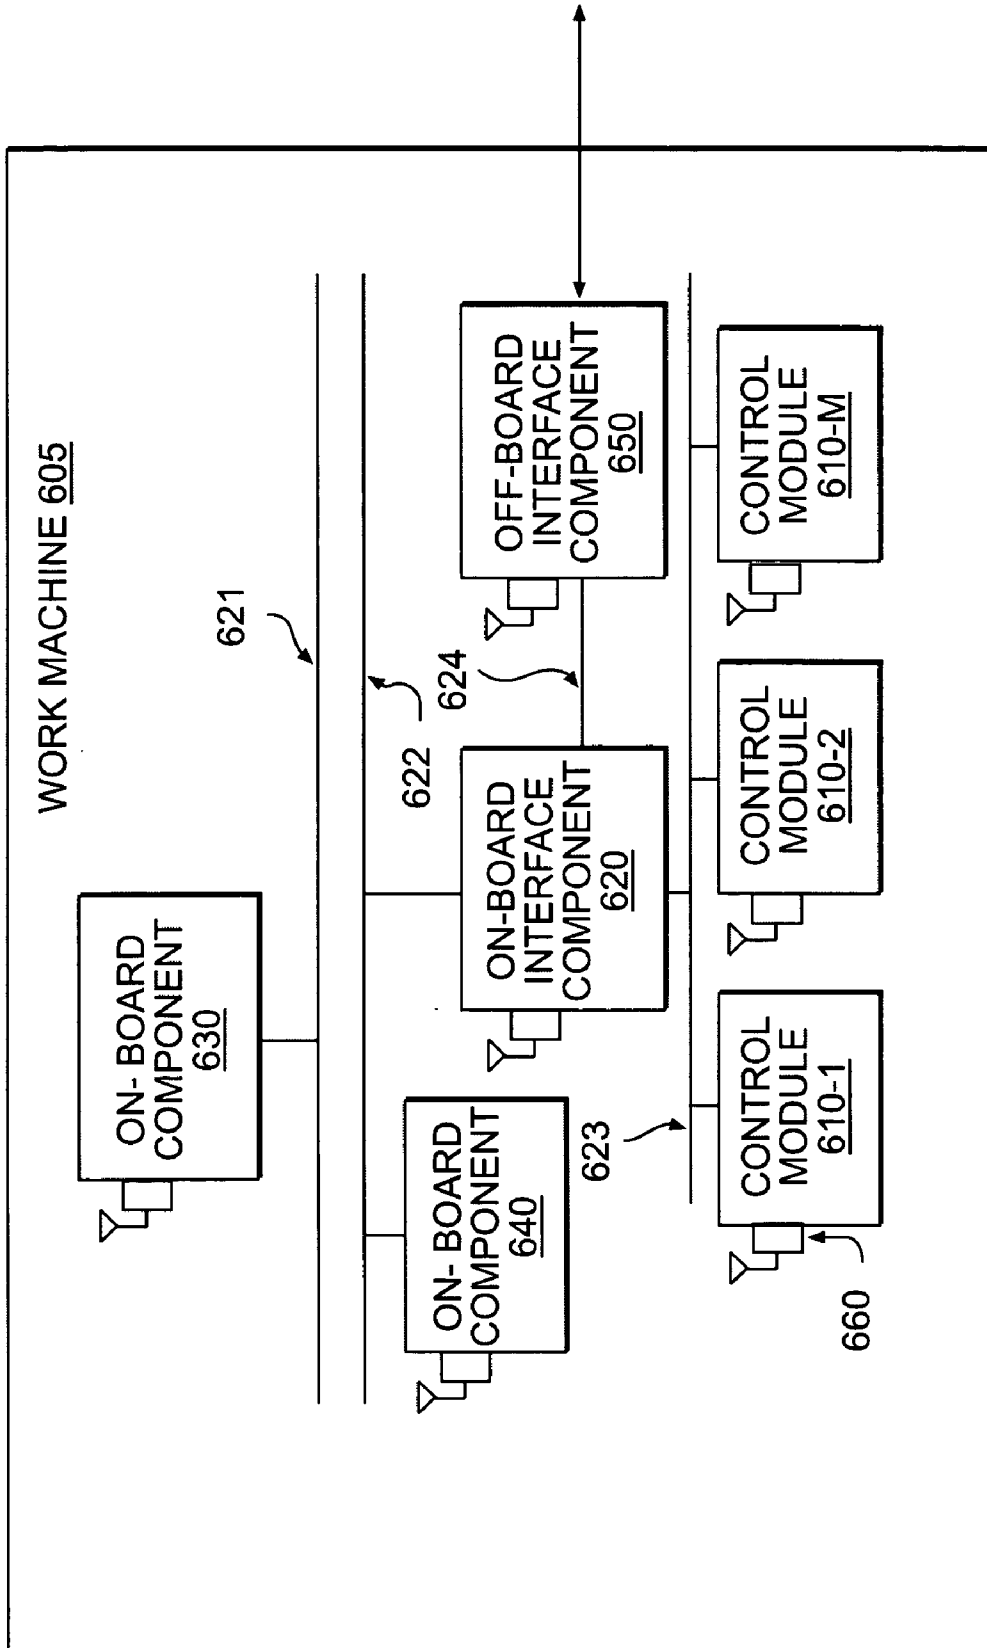 WORK MACHINE 605
ON- BOARD
COMPONENT
630
621
622
ON- BOARD
COMPONENT
640
ON-BOARD
INTERFACE
COMPONENT
620
624
OFF-BOARD
INTERFACE
COMPONENT
650
623
CONTROL
MODULE
610-1
CONTROL
MODULE
610-2
CONTROL
MODULE
610-M
660